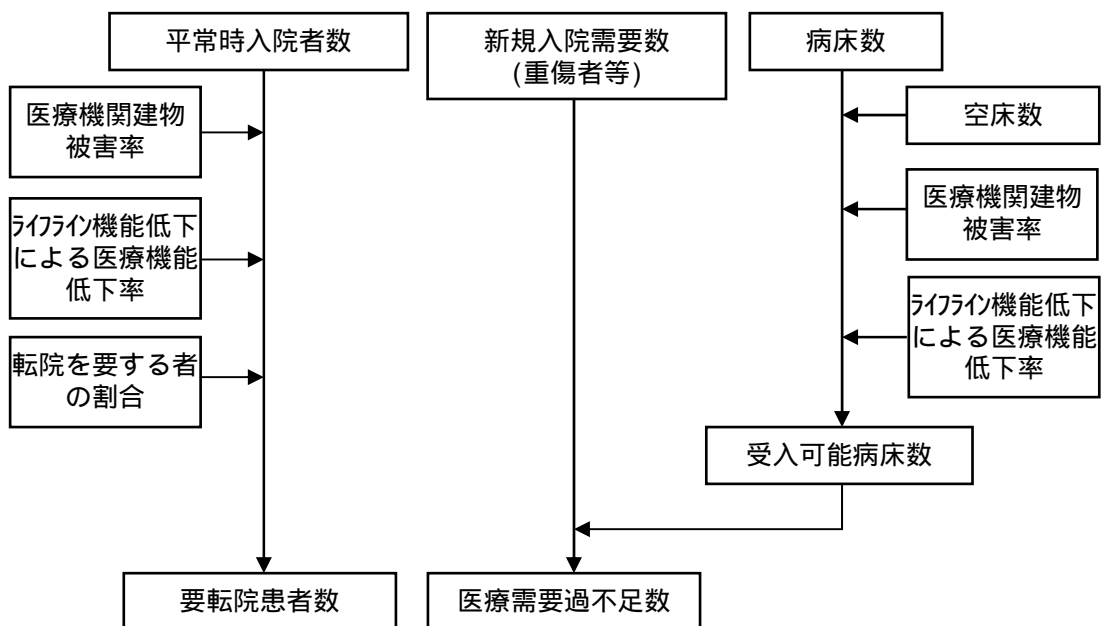 平常時入院者数
新規入院需要数
(重傷者等)
病床数
医療機関建物
被害率
空床数
ﾗｲﾌﾗｲﾝ機能低下
による医療機能
低下率
医療機関建物
被害率
転院を要する者
の割合
ﾗｲﾌﾗｲﾝ機能低下
による医療機能
低下率
受入可能病床数
要転院患者数
医療需要過不足数